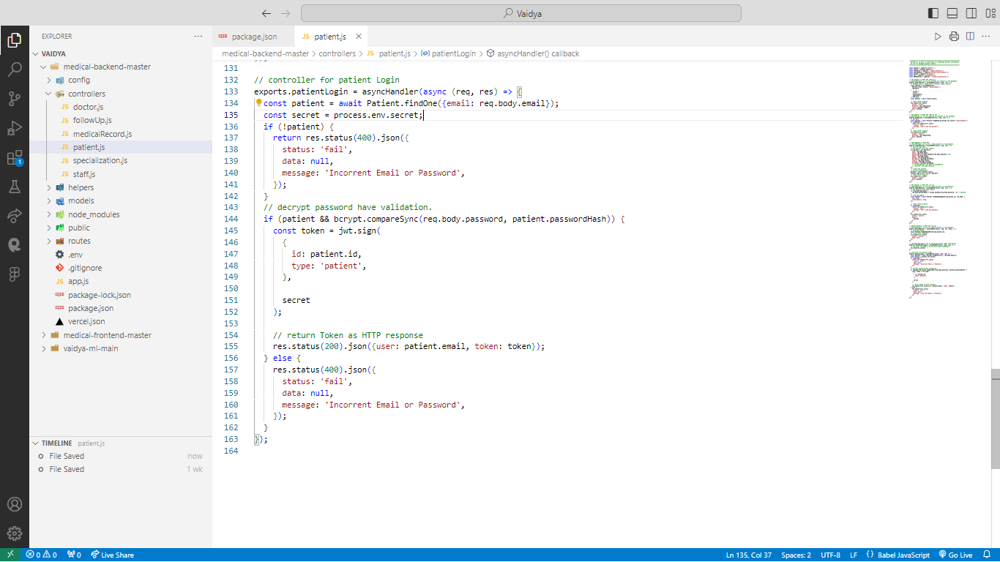 Vaidya
EXPLORER
VAIDYA
medical-backend-master
config
controllers
doctor.js
followUp.js
medicalRecord.js
patient.js
specialization.js
staff.js
helpers
models
node_modules
public
routes
.env
.gitignore
app.js
package-lock.json
package.json
vercel.json
medical-frontend-master
vaidya-ml-main
TIMELINE patient.js
File Saved now
File Saved 1 wk
1
package.json
JS patient.js
medical-backend-master > controllers > JS patient.js > patientLogin > asyncHandler() callback
131
132 // controller for patient Login
133 exports.patientLogin = asyncHandler(async (req, res) => {
134 const patient = await Patient.findOne({email: req.body.email});
135 const secret = process.env.secret;
136 if (!patient) {
137 return res.status(400).json({
138 status: 'fail',
139 data: null,
140 message: 'Incorrent Email or Password',
141 });
142 }
143 // decrypt password have validation.
144 if (patient && bcrypt.compareSync(req.body.password, patient.passwordHash)) {
145 const token = jwt.sign(
146 {
147 id: patient.id,
148 type: 'patient',
149 },
150
151 secret
152 );
153
154 // return Token as HTTP response
155 res.status(200).json({user: patient.email, token: token});
156 } else {
157 res.status(400).json({
158 status: 'fail',
159 data: null,
160 message: 'Incorrent Email or Password',
161 });
162 }
163 });
164
0 0 0 Live Share Ln 135, Col 37 Spaces: 2 UTF-8 LF {} Babel JavaScript Go Live